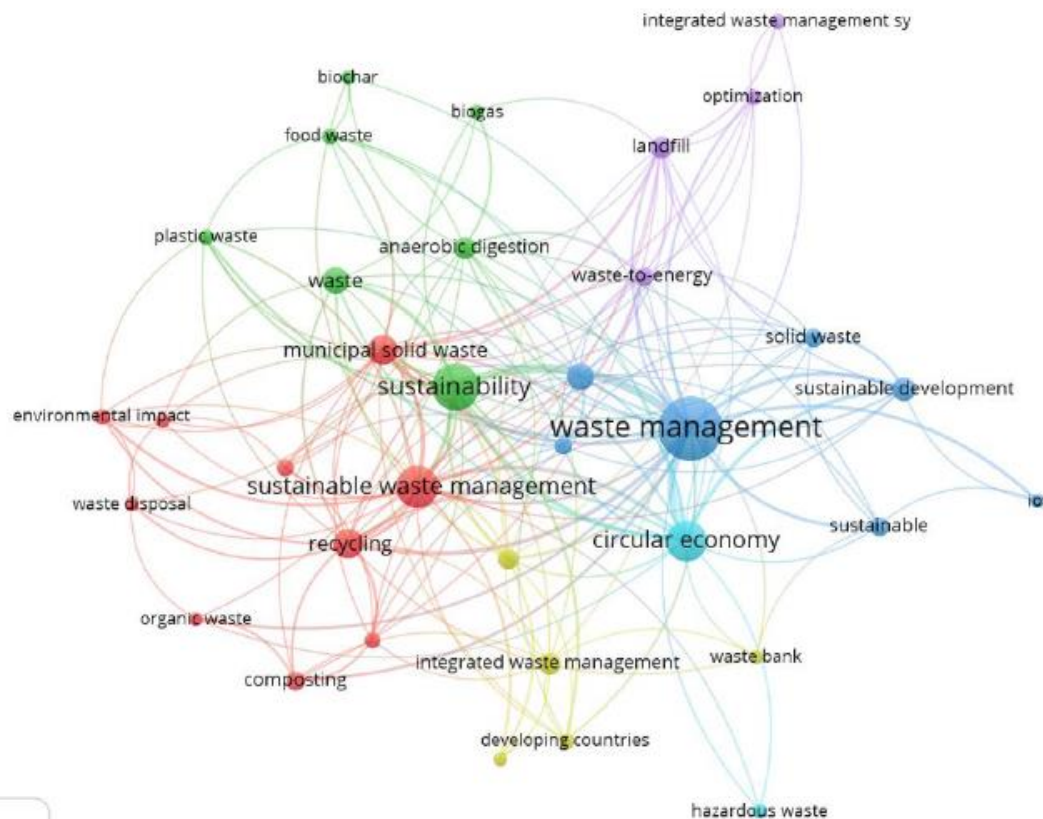 integrated waste management sy
biochar
optimization
biogas
food waste
landfill
plastic waste
anaerobic digestion
waste-to-energy
waste
solid waste
municipal solid waste
sustainability
sustainable development
environmental impact
waste management
sustainable waste management
waste disposal
sustainable
recycling
circular economy
organic waste
integrated waste management
waste bank
composting
developing countries
hazardous waste